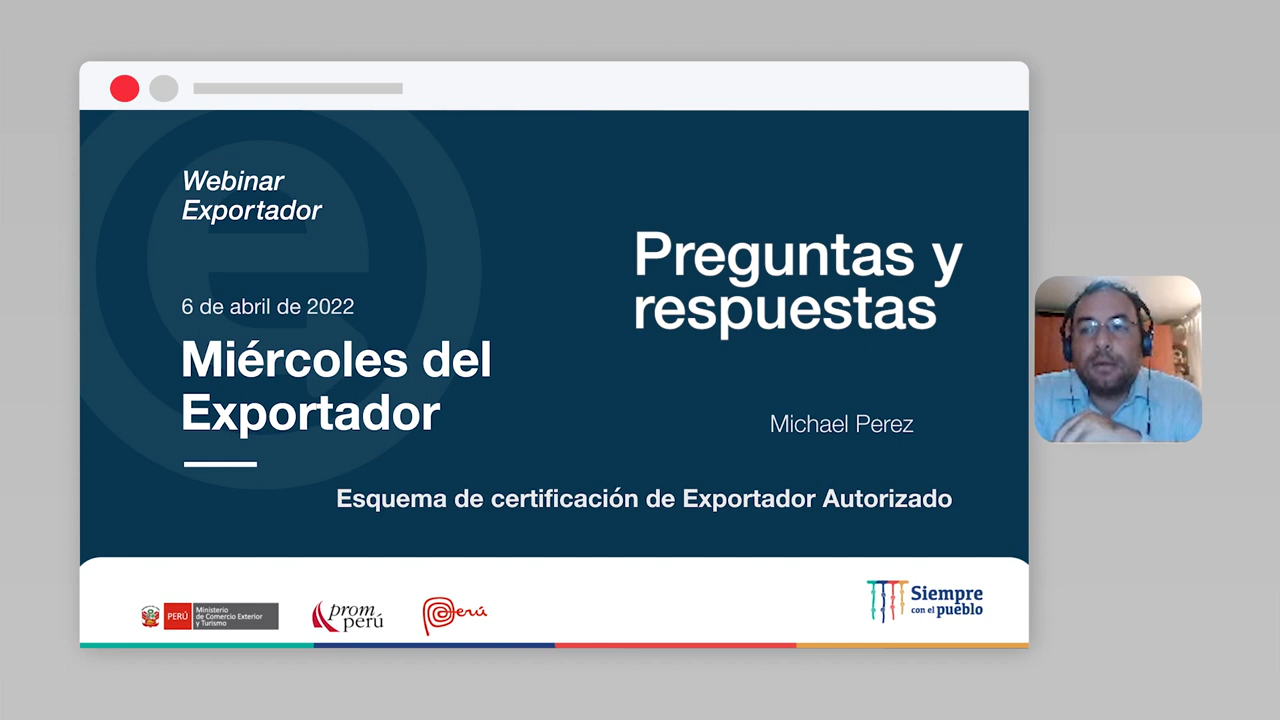 Webinar
Exportador
6 de abril de 2022
Miércoles del
Exportador
Preguntas y
respuestas
Michael Perez
Esquema de certificación de Exportador Autorizado
PERÚ
Ministerio
de Comercio Exterior
y Turismo
prom
perú
Perú
Siempre
con el pueblo